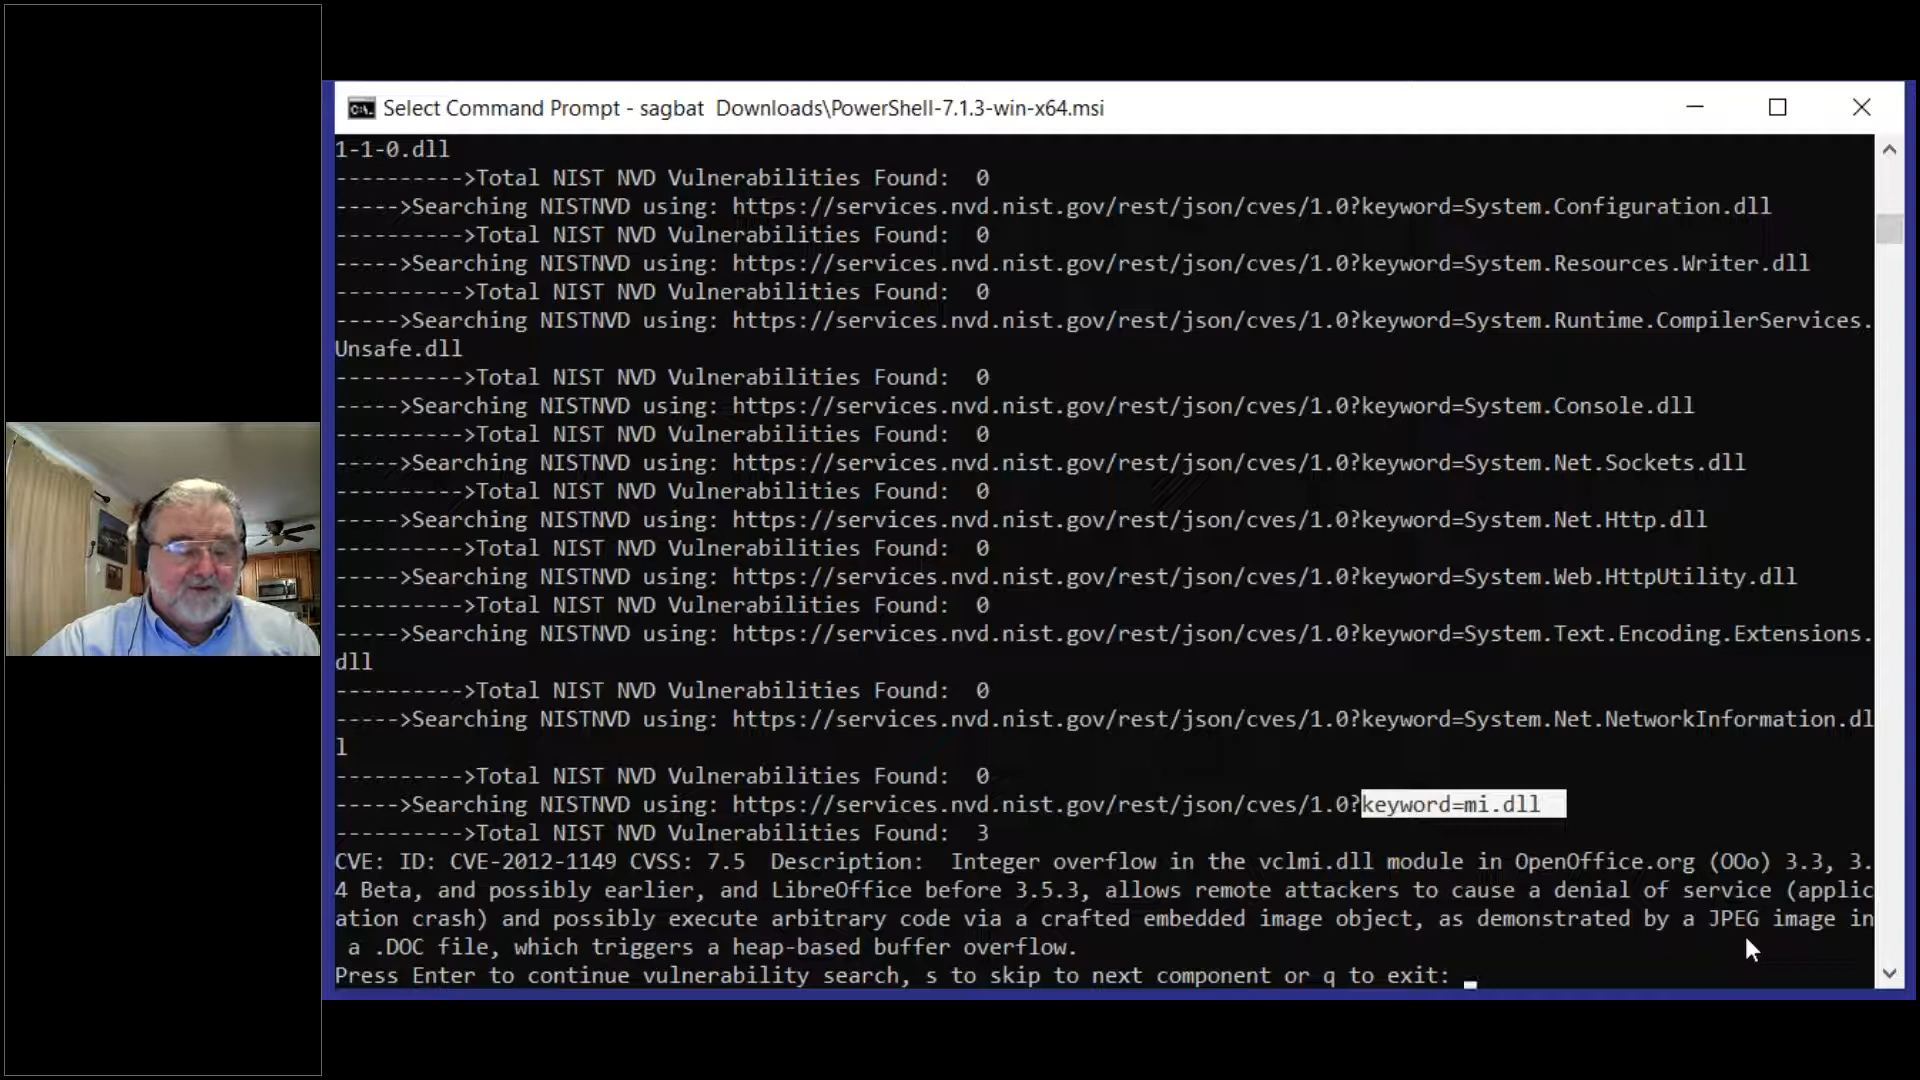 Select Command Prompt - sagbat Downloads\PowerShell-7.1.3-win-x64.msi
1-1-0.dll
---------->Total NIST NVD Vulnerabilities Found: 0
----->Searching NISTNVD using: https://services.nvd.nist.gov/rest/json/cves/1.0?keyword=System.Configuration.dll
---------->Total NIST NVD Vulnerabilities Found: 0
----->Searching NISTNVD using: https://services.nvd.nist.gov/rest/json/cves/1.0?keyword=System.Resources.Writer.dll
---------->Total NIST NVD Vulnerabilities Found: 0
----->Searching NISTNVD using: https://services.nvd.nist.gov/rest/json/cves/1.0?keyword=System.Runtime.CompilerServices.
Unsafe.dll
---------->Total NIST NVD Vulnerabilities Found: 0
----->Searching NISTNVD using: https://services.nvd.nist.gov/rest/json/cves/1.0?keyword=System.Console.dll
---------->Total NIST NVD Vulnerabilities Found: 0
----->Searching NISTNVD using: https://services.nvd.nist.gov/rest/json/cves/1.0?keyword=System.Net.Sockets.dll
---------->Total NIST NVD Vulnerabilities Found: 0
----->Searching NISTNVD using: https://services.nvd.nist.gov/rest/json/cves/1.0?keyword=System.Net.Http.dll
---------->Total NIST NVD Vulnerabilities Found: 0
----->Searching NISTNVD using: https://services.nvd.nist.gov/rest/json/cves/1.0?keyword=System.Web.HttpUtility.dll
---------->Total NIST NVD Vulnerabilities Found: 0
----->Searching NISTNVD using: https://services.nvd.nist.gov/rest/json/cves/1.0?keyword=System.Text.Encoding.Extensions.
dll
---------->Total NIST NVD Vulnerabilities Found: 0
----->Searching NISTNVD using: https://services.nvd.nist.gov/rest/json/cves/1.0?keyword=System.Net.NetworkInformation.dl
l
---------->Total NIST NVD Vulnerabilities Found: 0
----->Searching NISTNVD using: https://services.nvd.nist.gov/rest/json/cves/1.0?keyword=mi.dll
---------->Total NIST NVD Vulnerabilities Found: 3
CVE: ID: CVE-2012-1149 CVSS: 7.5 Description: Integer overflow in the vclmi.dll module in OpenOffice.org (OOo) 3.3, 3.
4 Beta, and possibly earlier, and LibreOffice before 3.5.3, allows remote attackers to cause a denial of service (applic
ation crash) and possibly execute arbitrary code via a crafted embedded image object, as demonstrated by a JPEG image in
a .DOC file, which triggers a heap-based buffer overflow.
Press Enter to continue vulnerability search, s to skip to next component or q to exit: